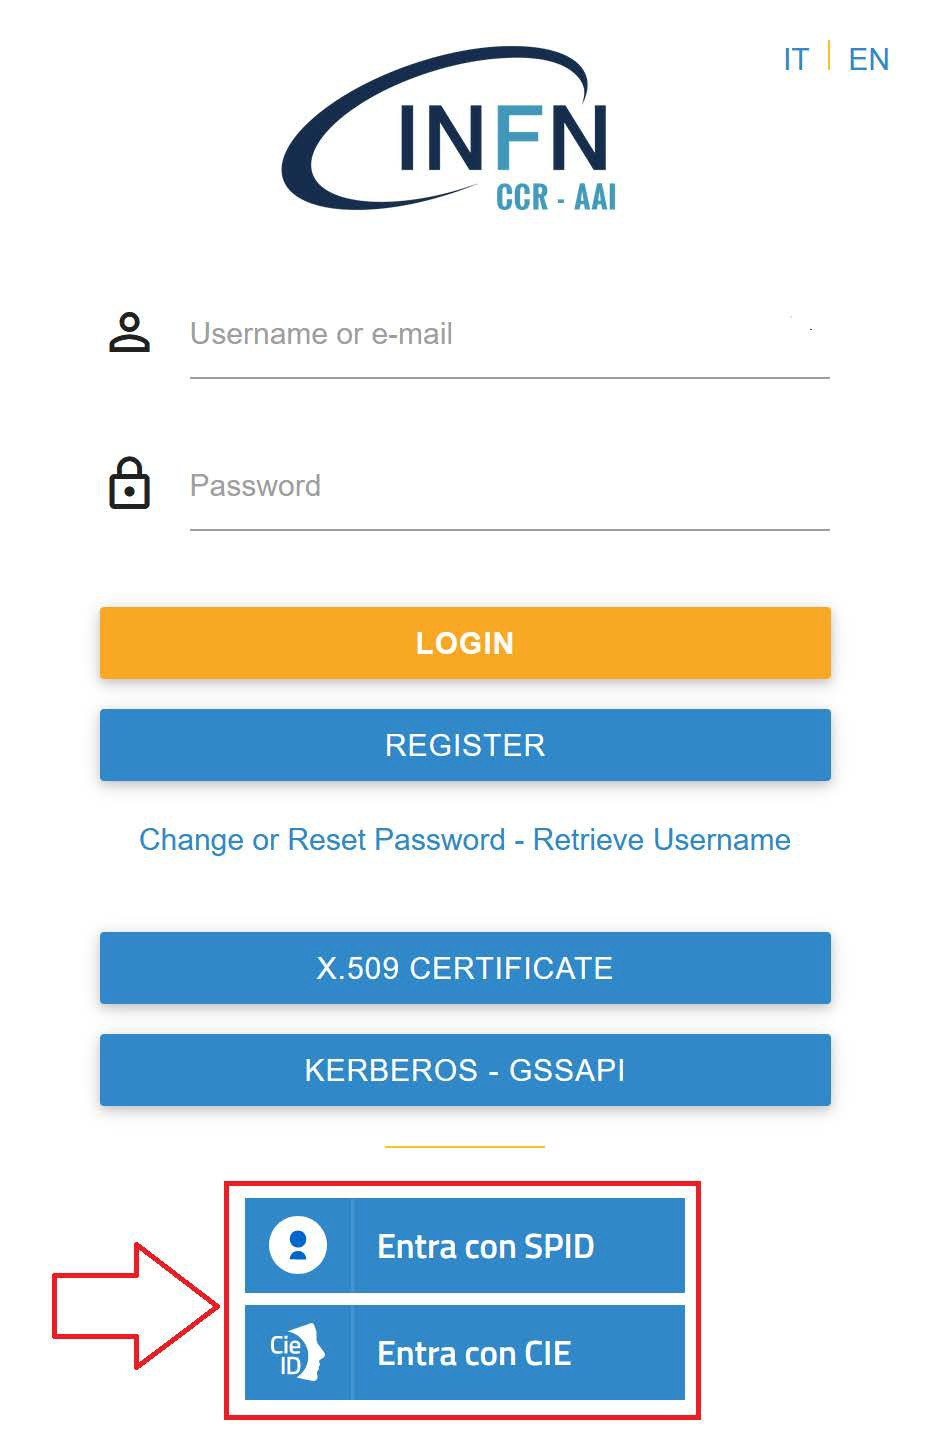 IT | EN
INFN
CCR - AAI
Username or e-mail
Password
LOGIN
REGISTER
Change or Reset Password - Retrieve Username
X.509 CERTIFICATE
KERBEROS - GSSAPI
Entra con SPID
Cie
ID
Entra con CIE